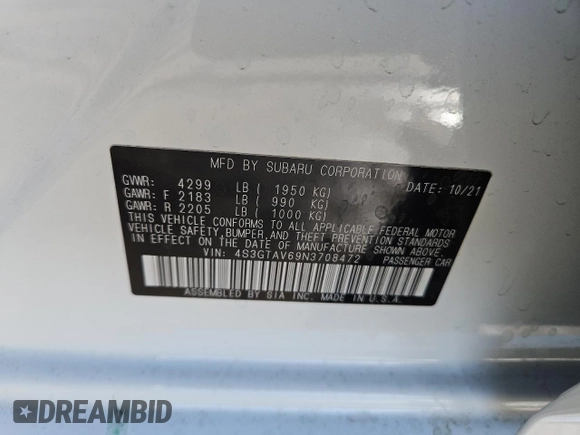 MFD BY SUBARU CORPORATION
DATE: 10/21
GVWR: 4299 LB ( 1950 KG)
GAWR: F 2183 LB ( 990 KG)
GAWR: R 2205 LB ( 1000 KG)
THIS VEHICLE CONFORMS TO ALL APPLICABLE FEDERAL MOTOR
VEHICLE SAFETY, BUMPER, AND THEFT PREVENTION STANDARDS
IN EFFECT ON THE DATE OF MANUFACTURE SHOWN ABOVE.
VIN: 4S3GTAV69N3708472 PASSENGER CAR
ASSEMBLED BY SIA INC. MADE IN U.S.A.
DREAMBID